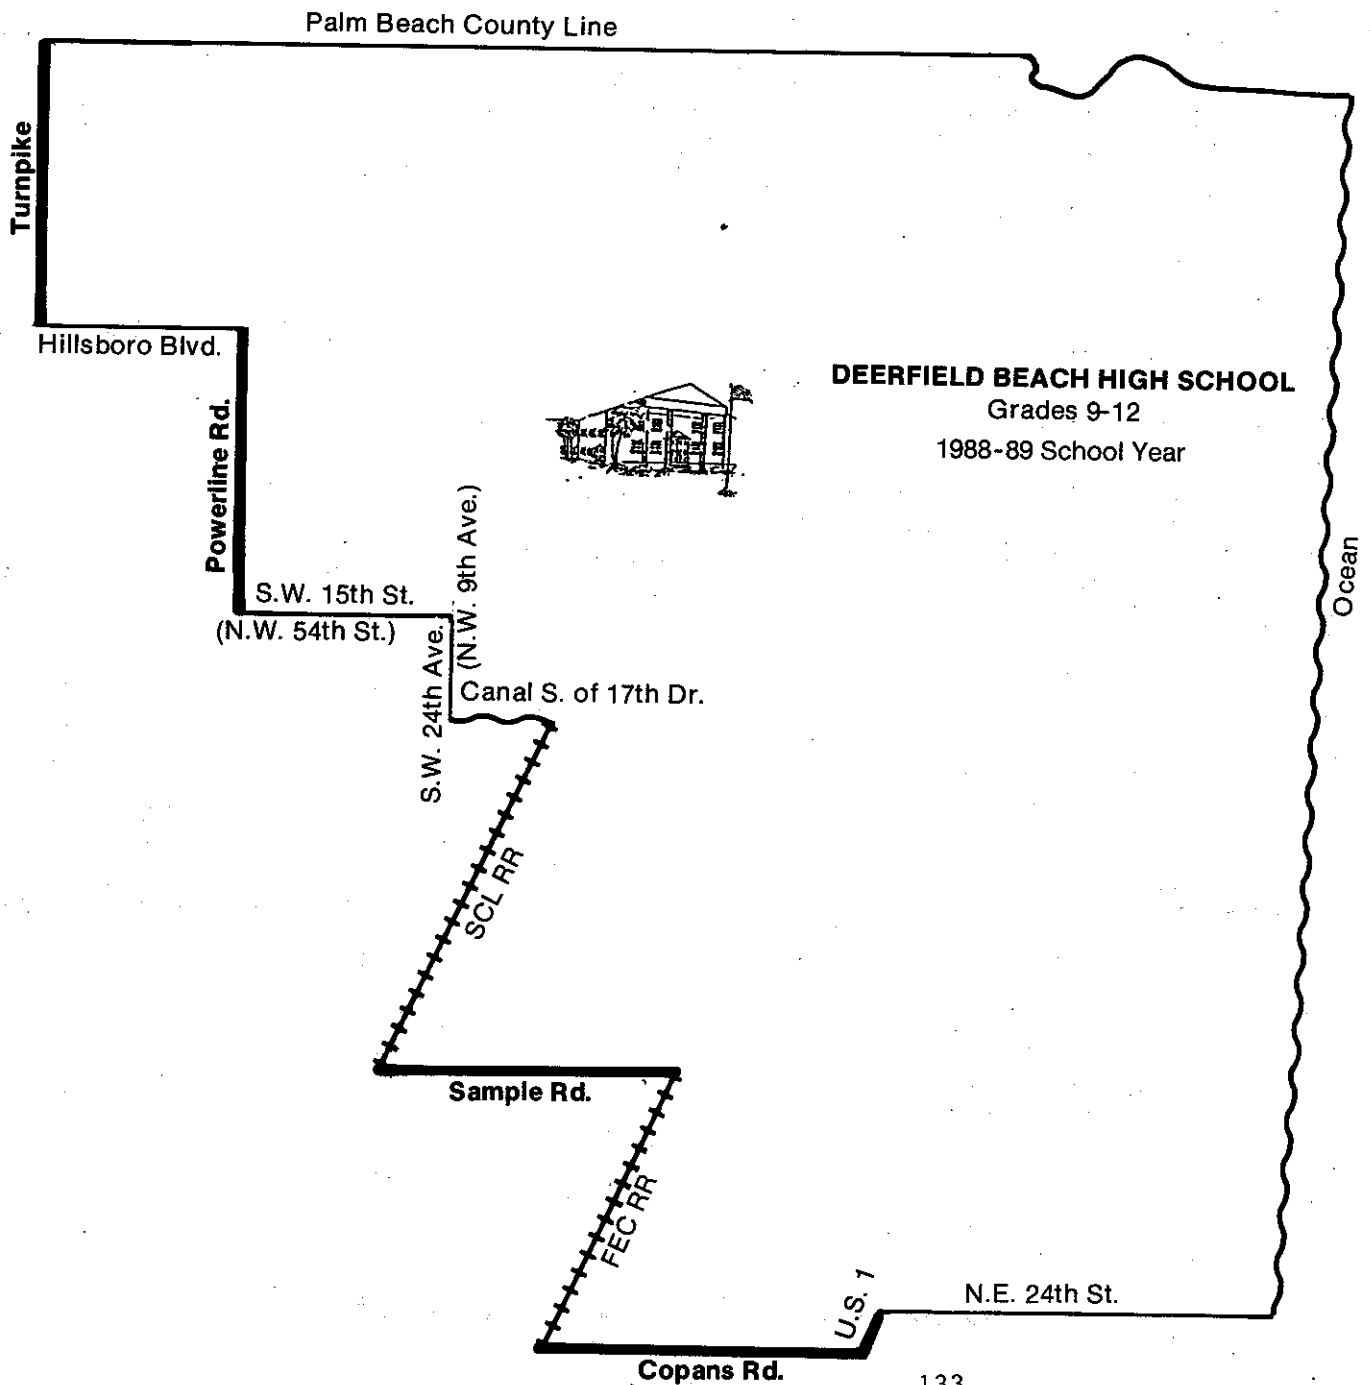 Palm Beach County Line
Turnpike
Hillsboro Blvd.
DEERFIELD BEACH HIGH SCHOOL
Grades 9-12
1988-89 School Year
Powerline Rd.
Ocean
S.W. 15th St.
(N.W. 54th St.)
(N.W. 9th Ave.)
S.W. 24th Ave.
Canal S. of 17th Dr.
SCL RR
Sample Rd.
FEC RR
U.S. 1
N.E. 24th St.
Copans Rd.
133